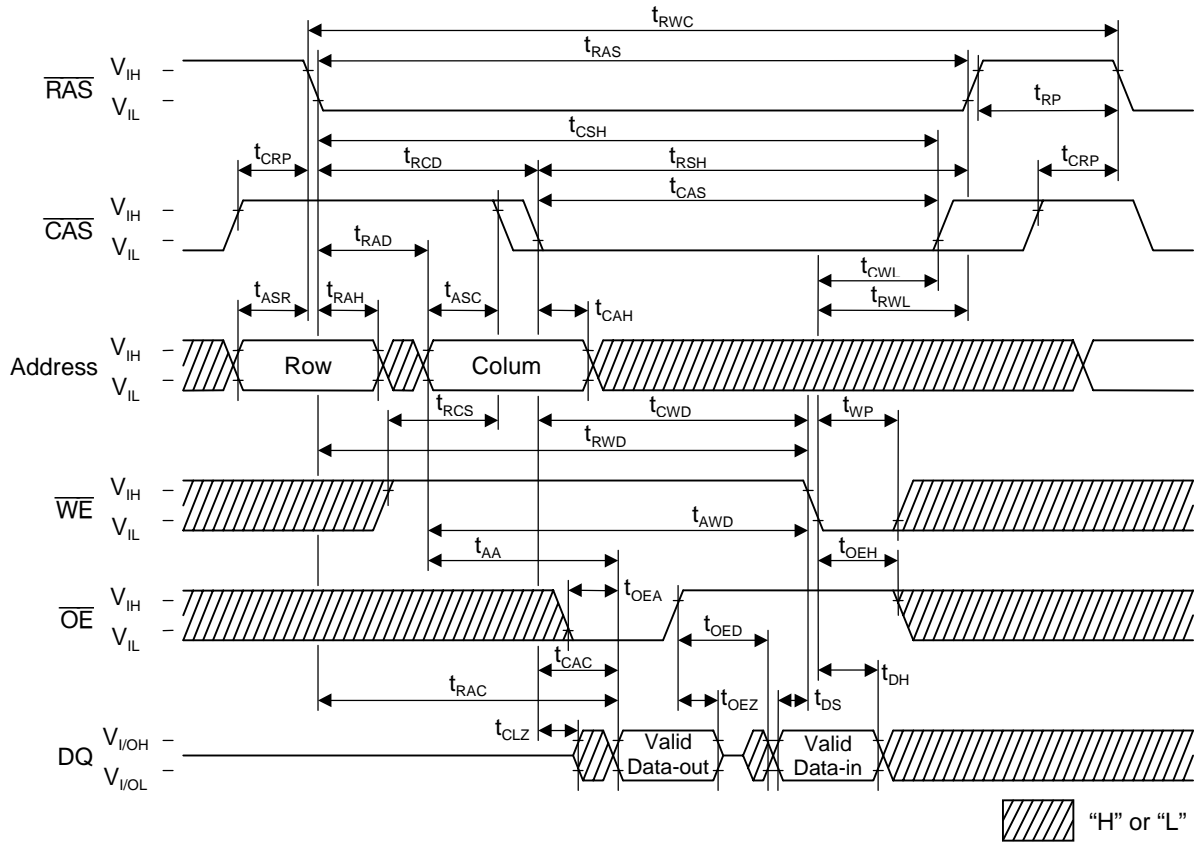 tRWC
tRAS
RAS
VIH
VIL
tRP
tCSH
tCRP
tRCD
tRSH
tCRP
tCAS
CAS
VIH
VIL
tRAD
tCWL
tASR
tRAH
tASC
tCAH
tRWL
Address
VIH
VIL
Row
Colum
tRCS
tCWD
tWP
tRWD
WE
VIH
VIL
tAWD
tAA
tOEH
tOEA
OE
VIH
VIL
tOED
tCAC
tDH
tRAC
tOEZ
tDS
tCLZ
DQ
VI/OH
VI/OL
Valid
Data-out
Valid
Data-in
“H” or “L”